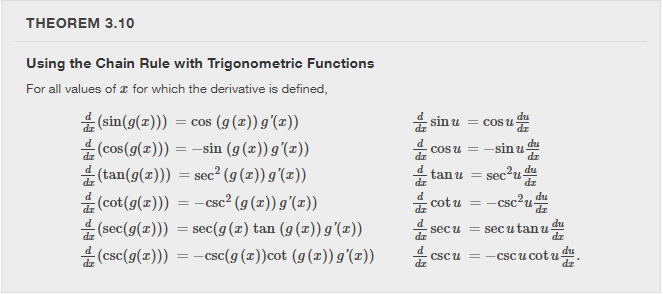 THEOREM 3.10
Using the Chain Rule with Trigonometric Functions
For all values of x for which the derivative is defined,
d/dx (sin(g(x))) = cos (g (x)) g′(x)) d/dx sin u = cos u du/dx
d/dx (cos(g(x))) = −sin (g (x)) g′(x)) d/dx cos u = −sin u du/dx
d/dx (tan(g(x))) = sec² (g (x)) g′(x)) d/dx tan u = sec²u du/dx
d/dx (cot(g(x))) = −csc² (g (x)) g′(x)) d/dx cot u = −csc²u du/dx
d/dx (sec(g(x))) = sec(g (x) tan (g (x)) g′(x)) d/dx sec u = sec u tan u du/dx
d/dx (csc(g(x))) = −csc(g (x))cot (g (x)) g′(x)) d/dx csc u = −csc u cot u du/dx.